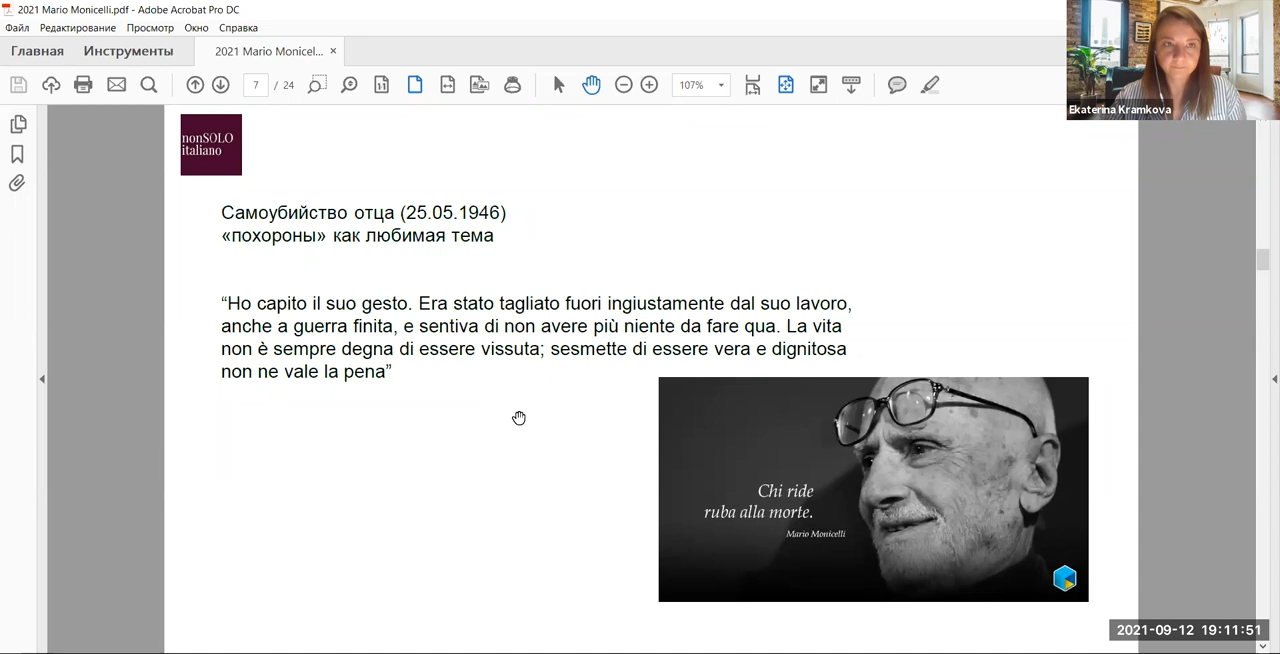 2021 Mario Monicelli.pdf - Adobe Acrobat Pro DC
Файл Редактирование Просмотр Окно Справка
Главная Инструменты 2021 Mario Monicel... ×
7 / 24 107%
Ekaterina Kramkova
nonSOLO
italiano
Самоубийство отца (25.05.1946)
«похороны» как любимая тема
“Ho capito il suo gesto. Era stato tagliato fuori ingiustamente dal suo lavoro,
anche a guerra finita, e sentiva di non avere più niente da fare qua. La vita
non è sempre degna di essere vissuta; sesmette di essere vera e dignitosa
non ne vale la pena”
Chi ride
ruba alla morte.
Mario Monicelli
2021-09-12 19:11:51